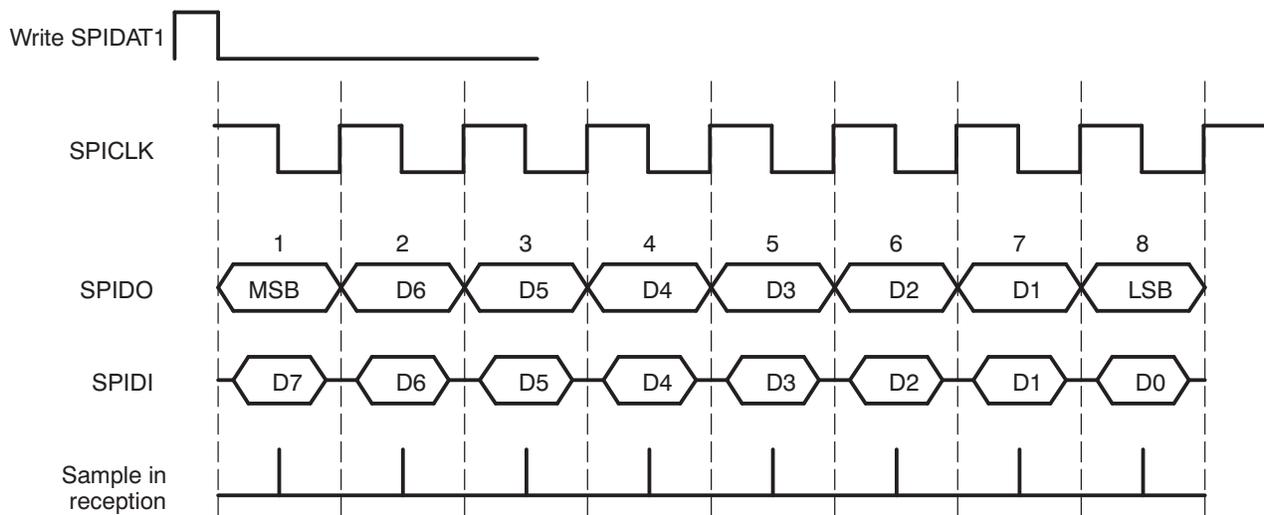 Write SPIDAT1
SPICLK
1 2 3 4 5 6 7 8
SPIDO MSB D6 D5 D4 D3 D2 D1 LSB
SPIDI D7 D6 D5 D4 D3 D2 D1 D0
Sample in
reception